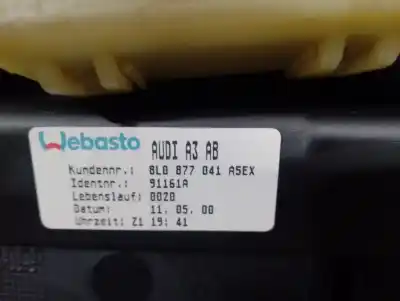 Webasto AUDI A3 AB
Kundennr.: 8L0 877 041 A5EX
Identnr.: 91161A
Lebenslauf: 0020
Datum: 11. 05. 00
Uhrzeit: Z1 19: 41